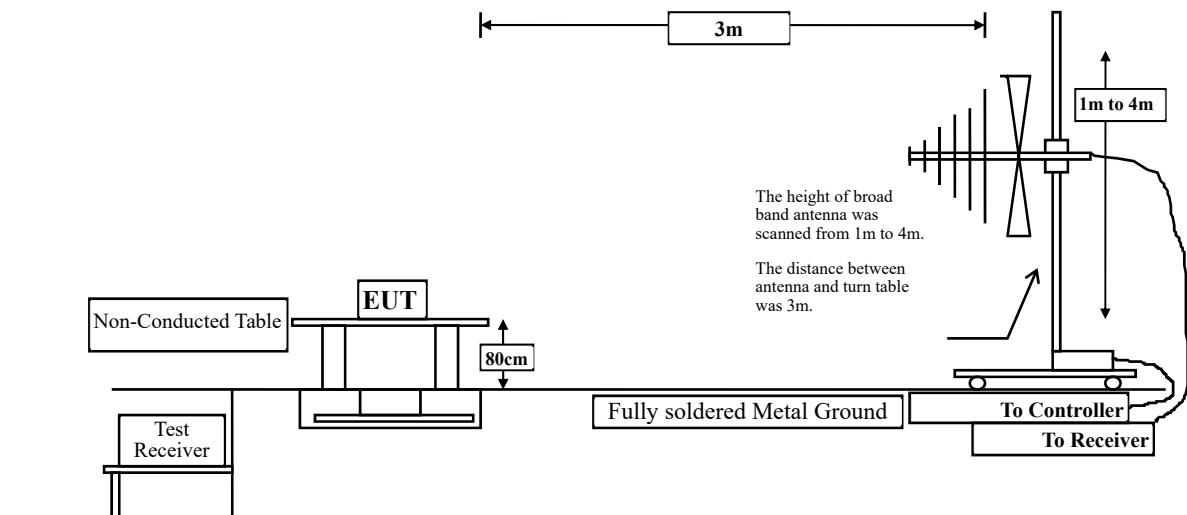 3m
1m to 4m
The height of broad
band antenna was
scanned from 1m to 4m.
The distance between
antenna and turn table
was 3m.
EUT
Non-Conducted Table
80cm
Fully soldered Metal Ground
To Controller
To Receiver
Test
Receiver